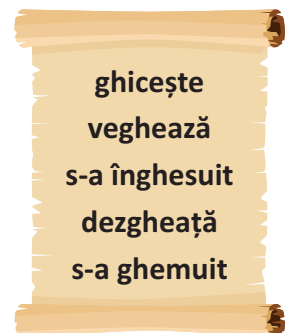 ghicește
veghează
s-a înghesuit
dezgheață
s-a ghemuit